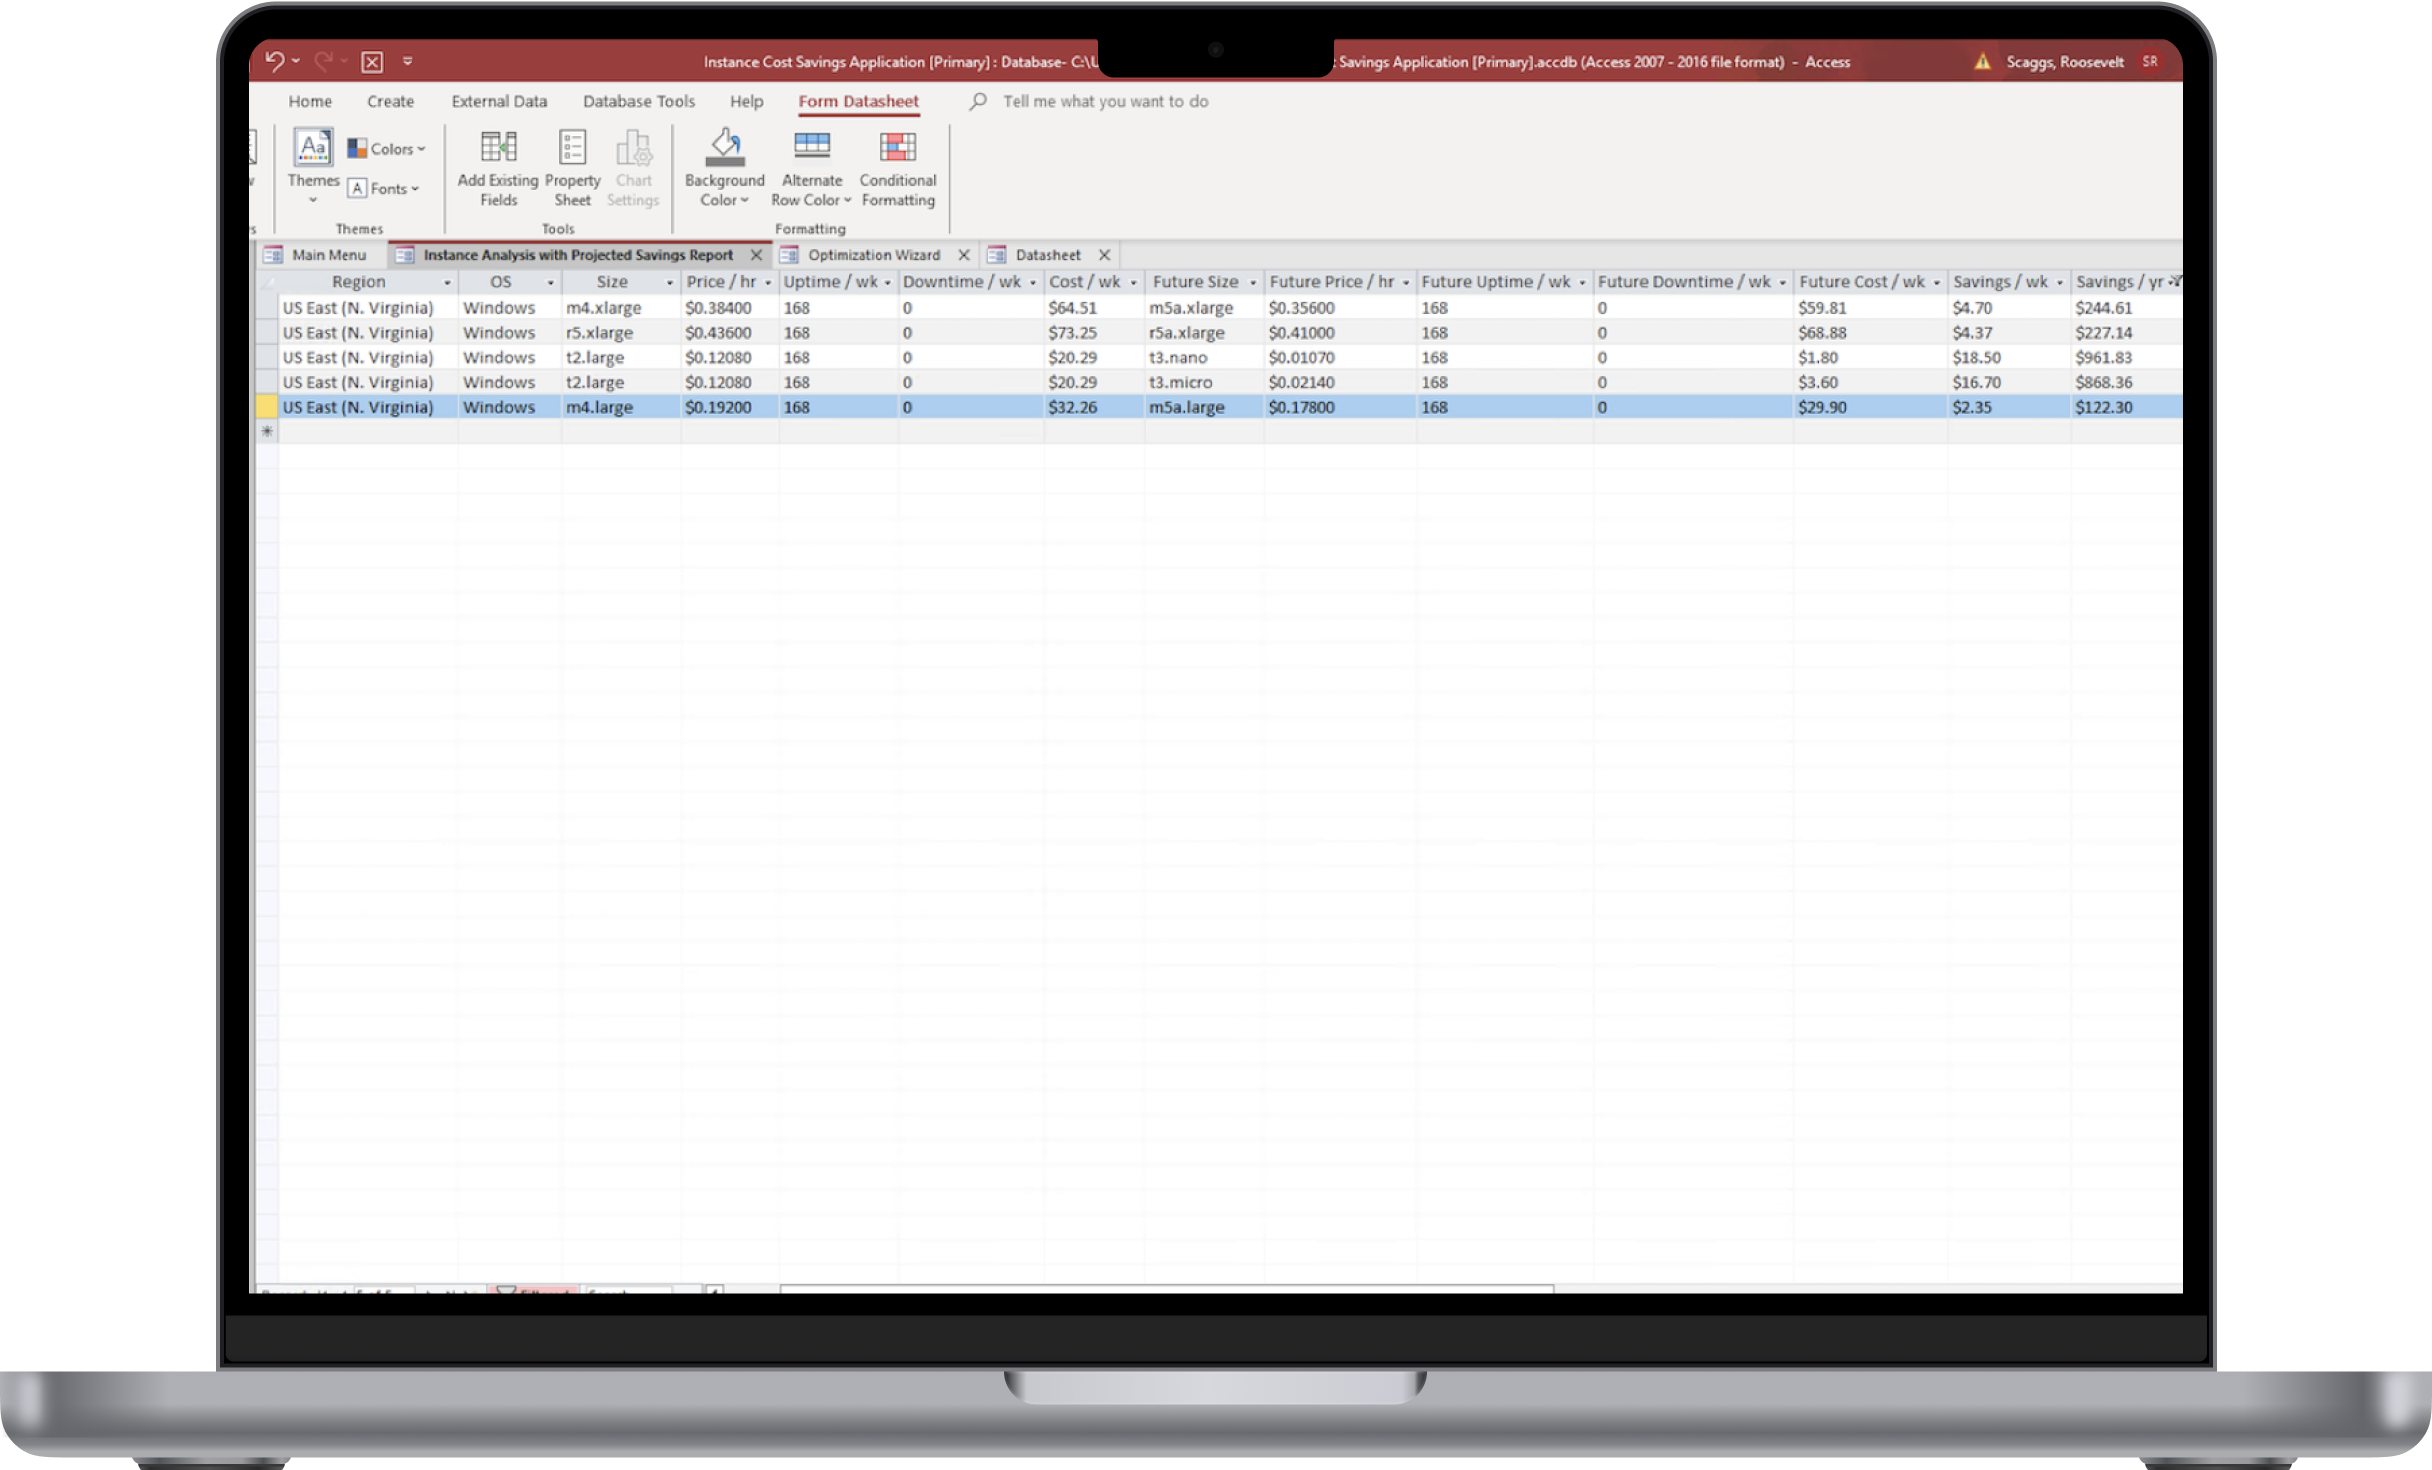 Instance Cost Savings Application [Primary] : Database- C:\U
: Savings Application [Primary].accdb (Access 2007 - 2016 file format) - Access
Scaggs, Roosevelt SR
Home Create External Data Database Tools Help Form Datasheet Tell me what you want to do
Aa Colors
A Fonts
Themes
Add Existing Fields
Property Sheet
Chart Settings
Background Color
Alternate Row Color
Conditional Formatting
Themes Tools Formatting
Main Menu Instance Analysis with Projected Savings Report Optimization Wizard Datasheet
Region OS Size Price / hr Uptime / wk Downtime / wk Cost / wk Future Size Future Price / hr Future Uptime / wk Future Downtime / wk Future Cost / wk Savings / wk Savings / yr
US East (N. Virginia) Windows m4.xlarge $0.38400 168 0 $64.51 m5a.xlarge $0.35600 168 0 $59.81 $4.70 $244.61
US East (N. Virginia) Windows r5.xlarge $0.43600 168 0 $73.25 r5a.xlarge $0.41000 168 0 $68.88 $4.37 $227.14
US East (N. Virginia) Windows t2.large $0.12080 168 0 $20.29 t3.nano $0.01070 168 0 $1.80 $18.50 $961.83
US East (N. Virginia) Windows t2.large $0.12080 168 0 $20.29 t3.micro $0.02140 168 0 $3.60 $16.70 $868.36
US East (N. Virginia) Windows m4.large $0.19200 168 0 $32.26 m5a.large $0.17800 168 0 $29.90 $2.35 $122.30